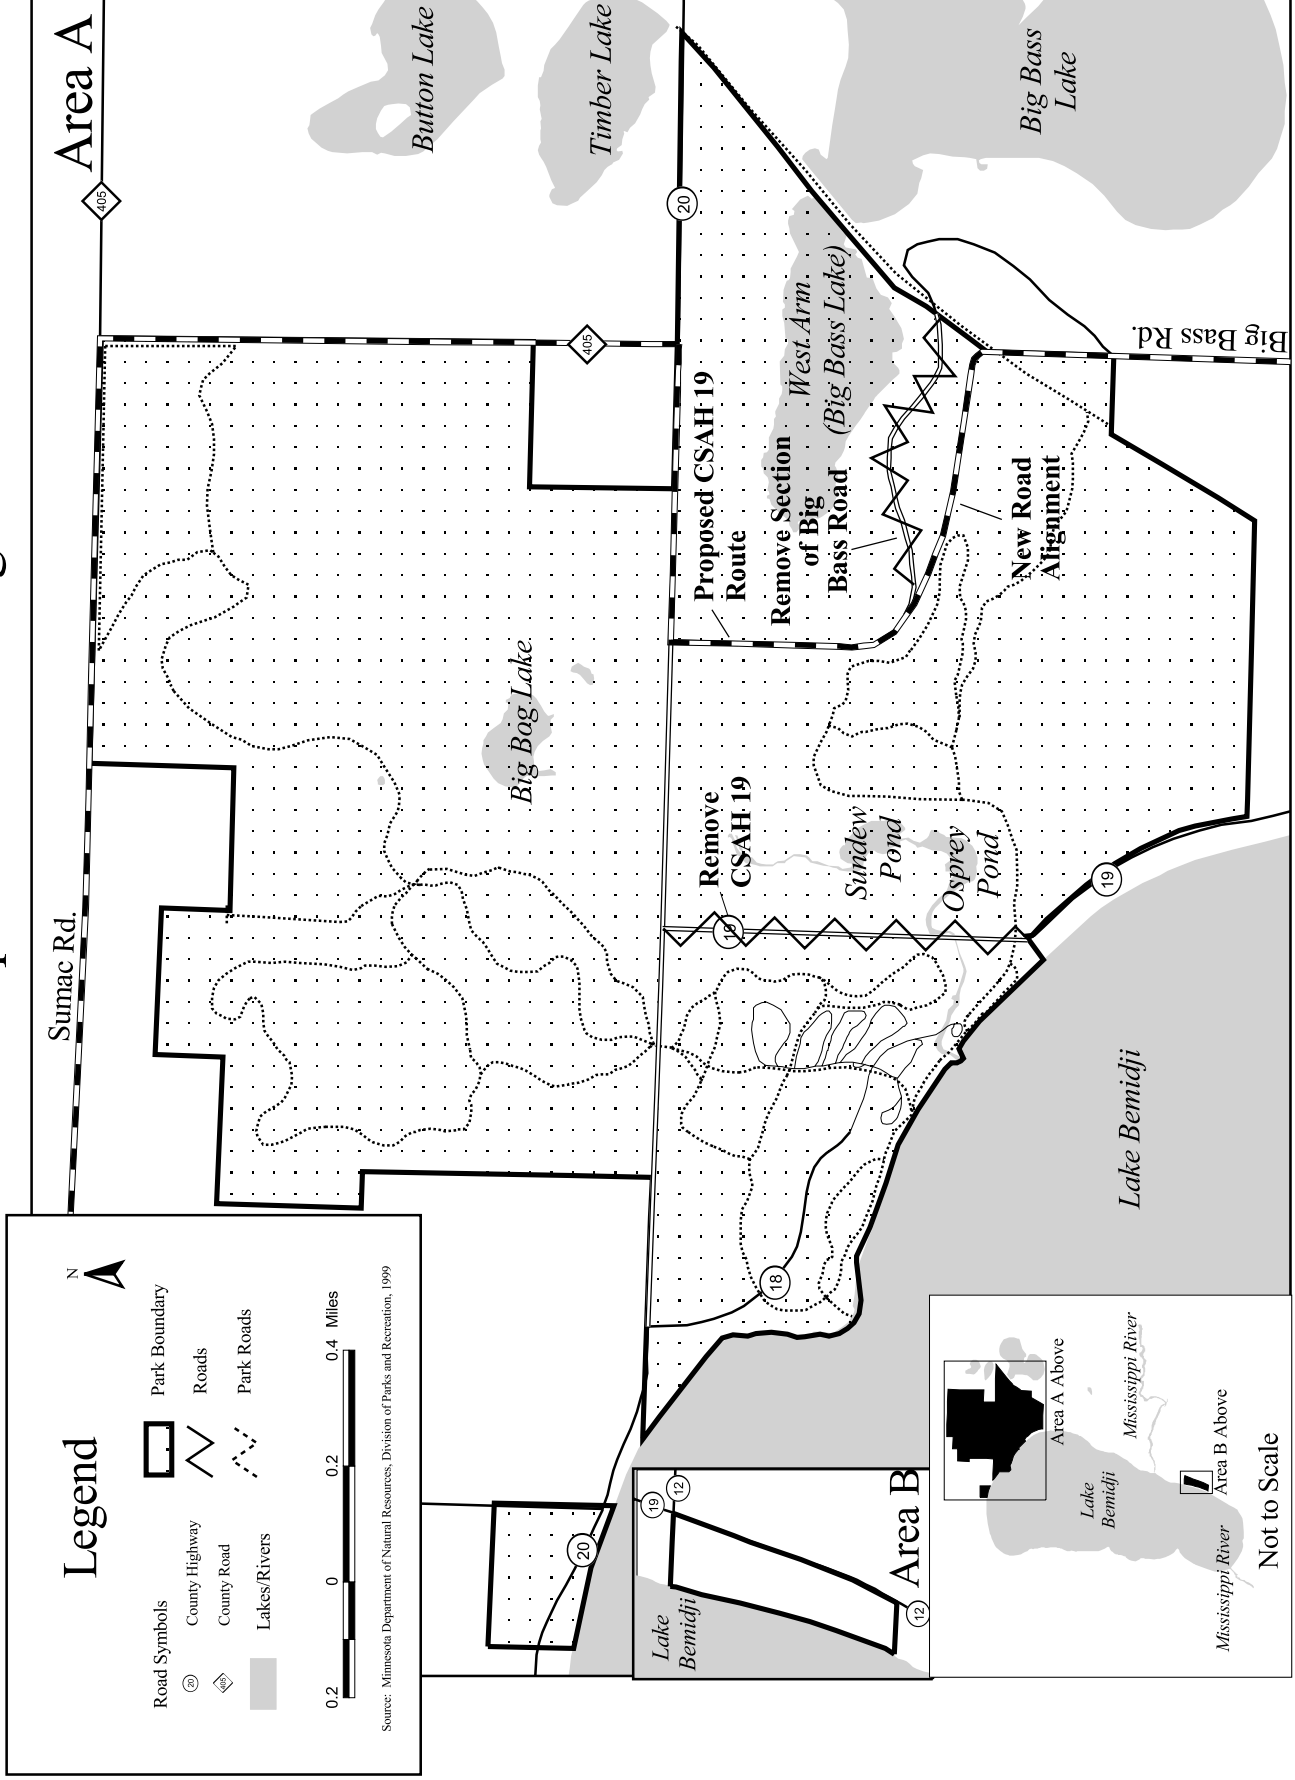 Legend
N
Road Symbols
20
County Highway
405
County Road
Lakes/Rivers
Park Boundary
Roads
Park Roads
0.2
0
0.2
0.4 Miles
Source: Minnesota Department of Natural Resources, Division of Parks and Recreation, 1999
Area A
Sumac Rd.
405
405
Button Lake
Timber Lake
Big Bass
Lake
20
West Arm
(Big Bass Lake)
Big Bog Lake
Proposed CSAH 19
Route
Remove Section
of Big
Bass Road
New Road
Alignment
Big Bass Rd.
Remove
CSAH 19
19
Sundew
Pond
Osprey
Pond
19
18
20
Lake Bemidji
Lake
Bemidji
19
12
12
Area B
Area A Above
Lake
Bemidji
Mississippi River
Area B Above
Mississippi River
Not to Scale